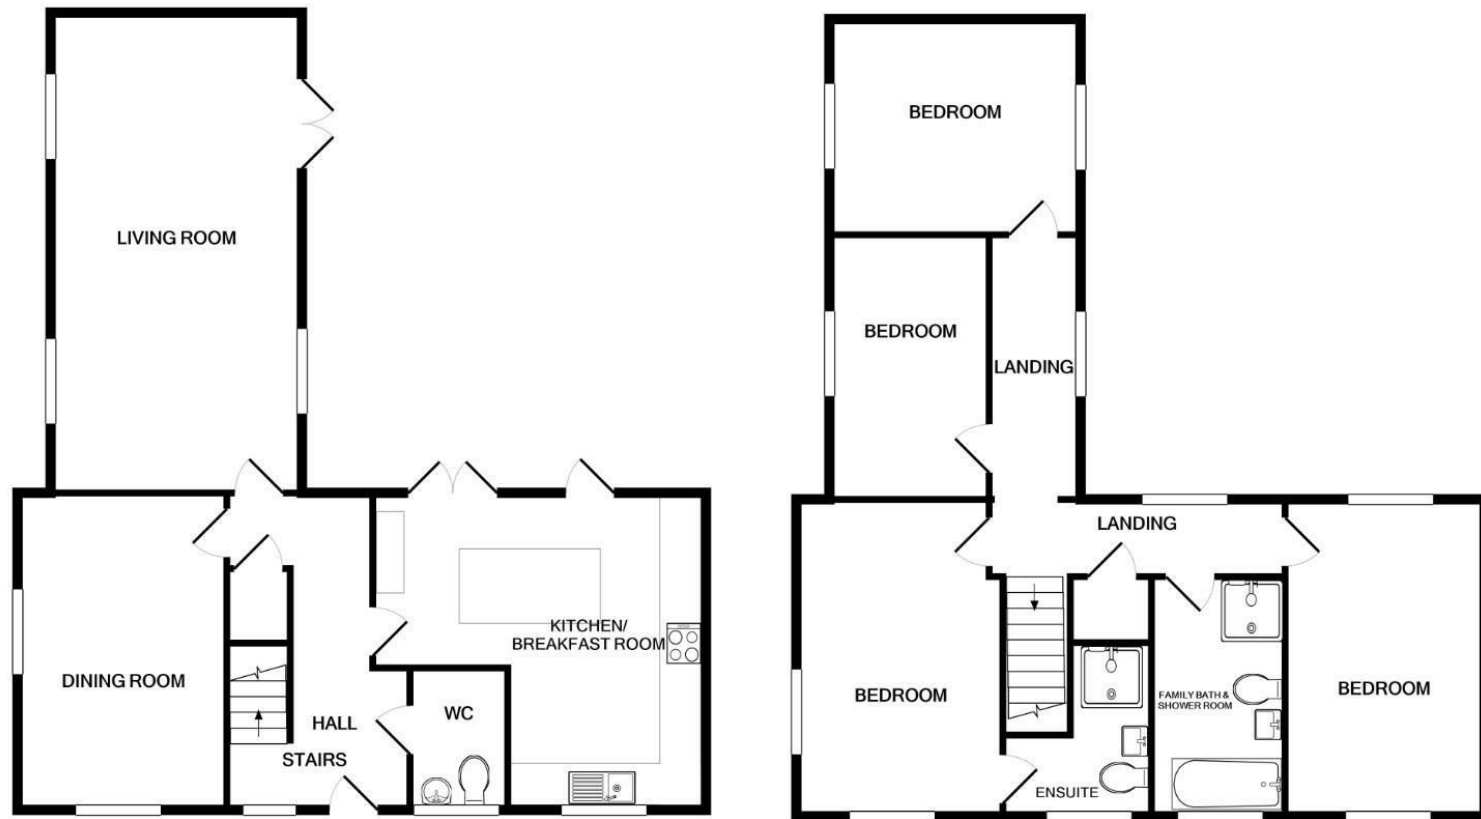 LIVING ROOM
DINING ROOM
HALL
STAIRS
WC
KITCHEN/
BREAKFAST ROOM
BEDROOM
BEDROOM
LANDING
LANDING
BEDROOM
ENSUITE
FAMILY BATH &
SHOWER ROOM
BEDROOM